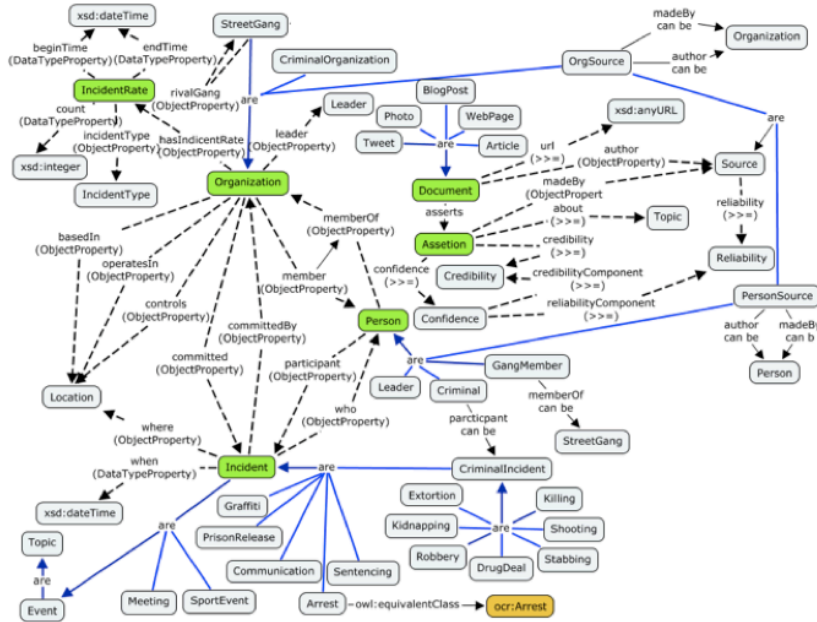 xsd:dateTime
StreetGang
madeBy
can be
Organization
beginTime
(DataTypeProperty)
endTime
(DataTypeProperty)
CriminalOrganization
OrgSource
author
can be
IncidentRate
rivalGang
(ObjectProperty)
are
BlogPost
count
(DataTypeProperty)
Leader
Photo
WebPage
xsd:anyURL
are
incidentType
(ObjectProperty)
hasIndicentRate
(ObjectProperty)
leader
(ObjectProperty)
Tweet
are
Article
url
(>>=)
author
(ObjectProperty)
xsd:integer
Source
IncidentType
Organization
Document
madeBy
(ObjectPropert
memberOf
(ObjectProperty)
asserts
about
(>>=)
Topic
reliability
(>>=)
basedIn
(ObjectProperty)
Assetion
operatesIn
(ObjectProperty)
credibility
(>>=)
member
(ObjectProperty)
confidence
(>>=)
Credibility
credibilityComponent
(>>=)
Reliability
controls
(ObjectProperty)
reliabilityComponent
(>>=)
PersonSource
committedBy
(ObjectProperty)
Person
Confidence
author
can be
madeBy
can b
committed
(ObjectProperty)
participant
(ObjectProperty)
are
GangMember
Person
Location
Leader
Criminal
memberOf
can be
who
(ObjectProperty)
parcticpant
can be
StreetGang
where
(ObjectProperty)
when
(DataTypeProperty)
Incident
are
CriminalIncident
Graffiti
Extortion
Killing
xsd:dateTime
are
PrisonRelease
Kidnapping
are
Shooting
Topic
Robbery
Stabbing
are
Communication
Sentencing
DrugDeal
Event
Meeting
SportEvent
Arrest
owl:equivalentClass
ocr:Arrest